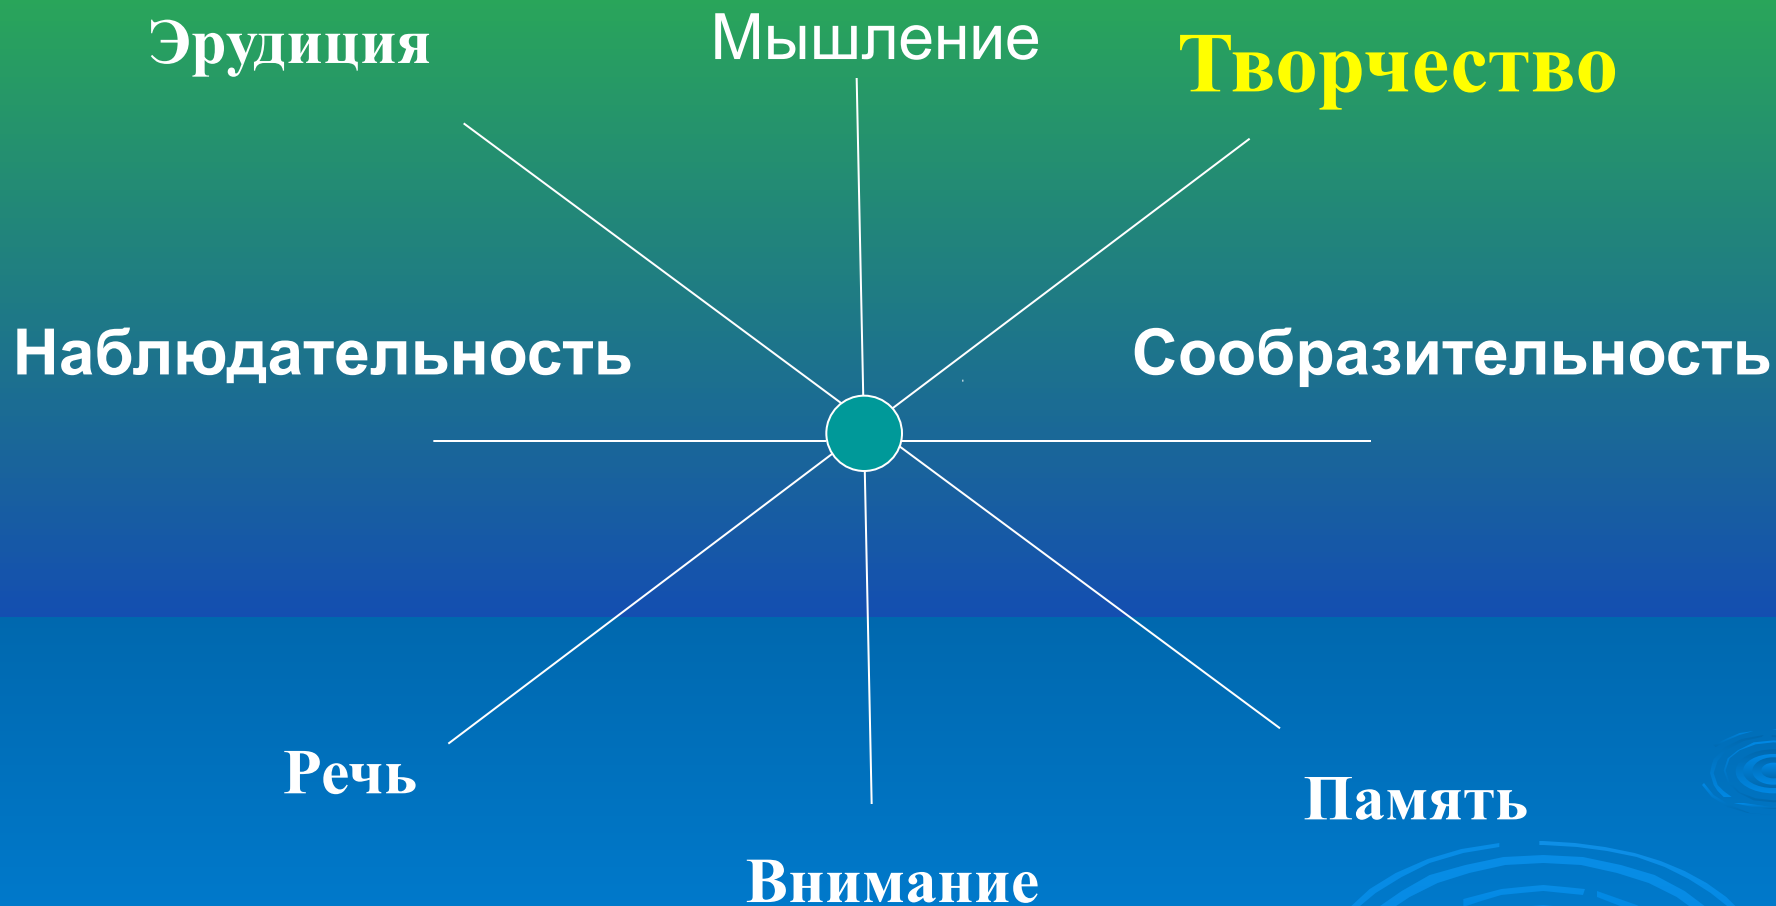 Эрудиция
Мышление
Творчество
Наблюдательность
Сообразительность
Речь
Память
Внимание